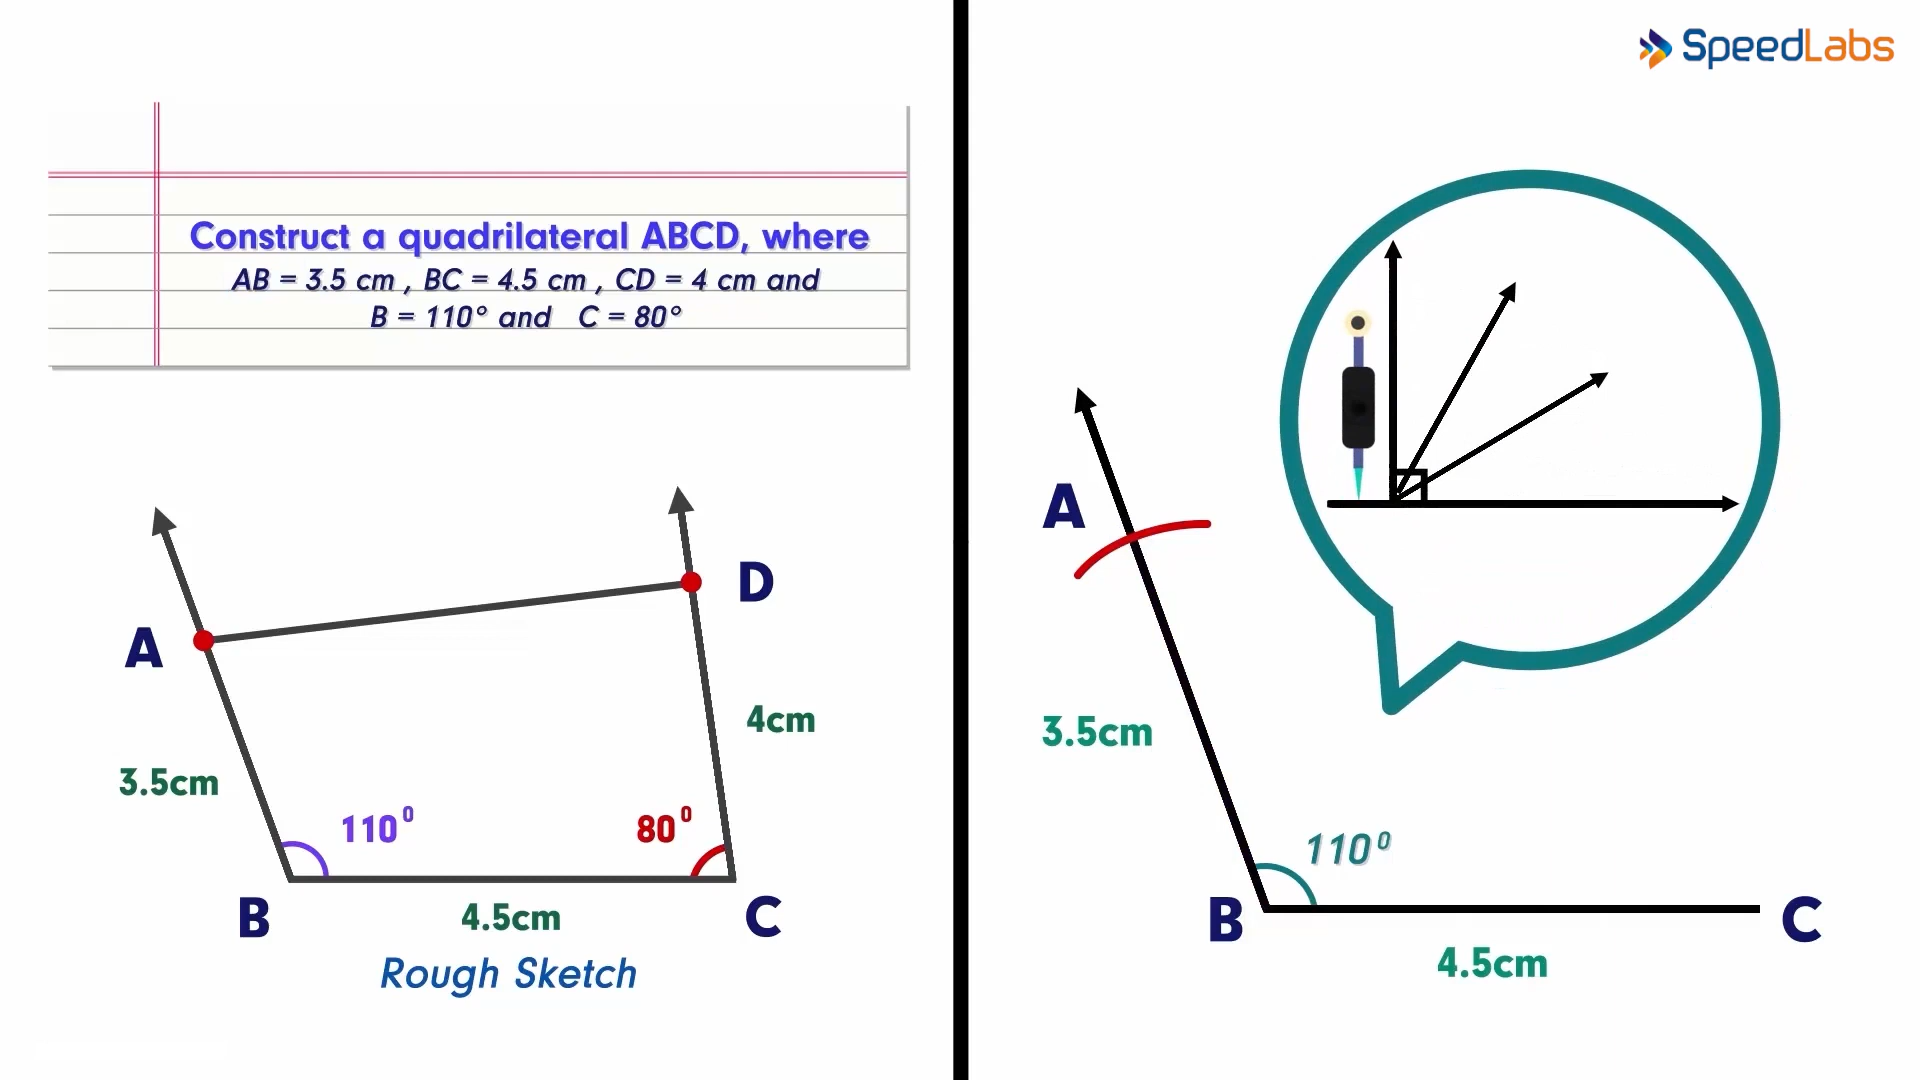 SpeedLabs
Construct a quadrilateral ABCD, where
AB = 3.5 cm , BC = 4.5 cm , CD = 4 cm and
B = 110° and C = 80°
D
A
4cm
3.5cm
110⁰
80⁰
B
C
4.5cm
Rough Sketch
A
3.5cm
110⁰
B
C
4.5cm